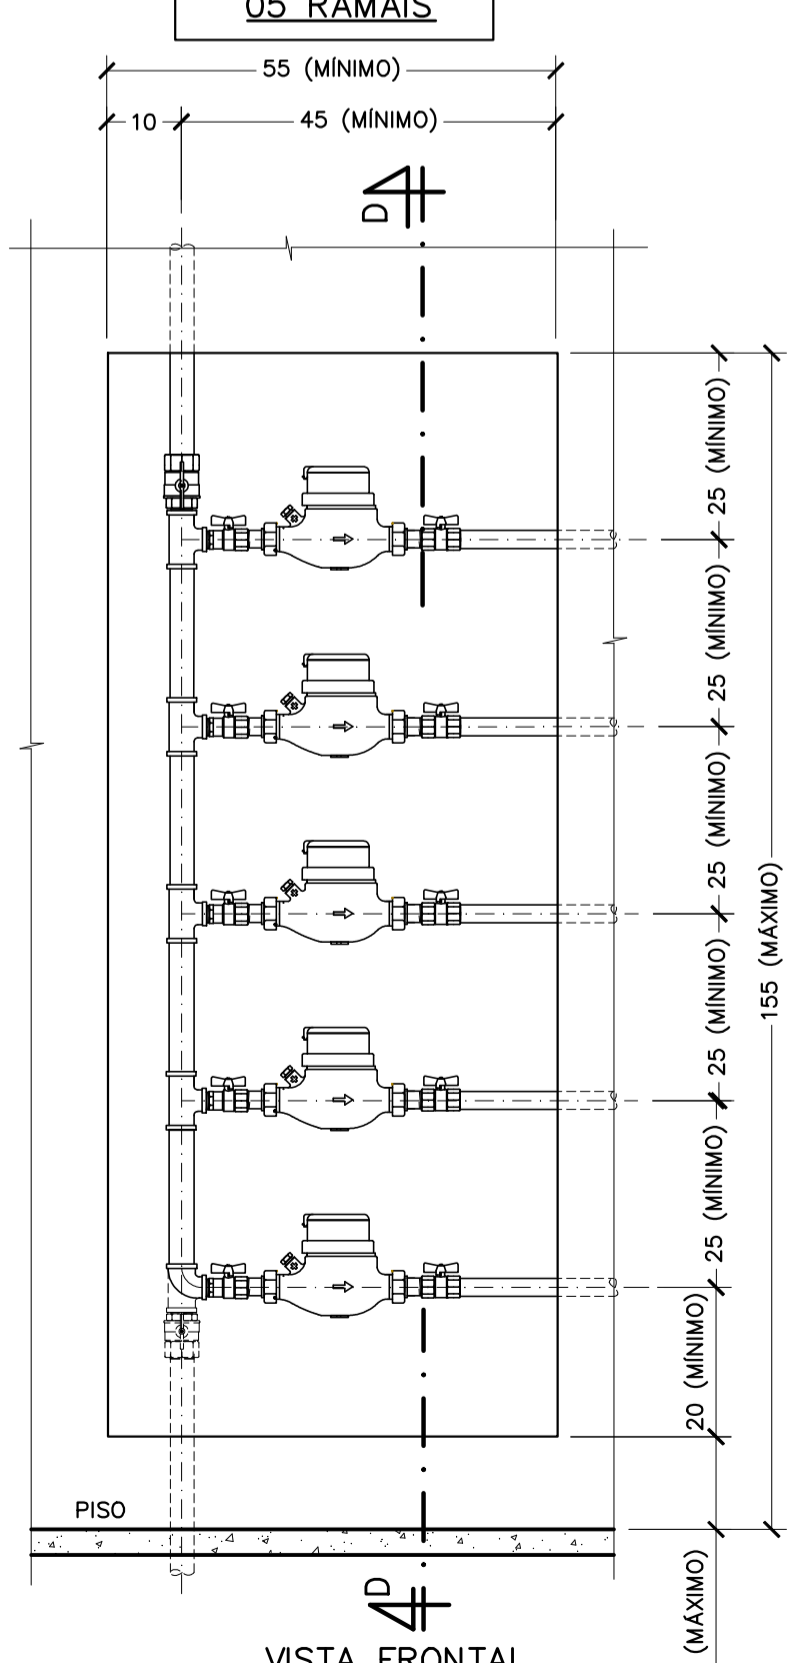 05 RAMAIS
55 (MÍNIMO)
10
45 (MÍNIMO)
D
25 (MÍNIMO)
25 (MÍNIMO)
25 (MÍNIMO)
155 (MÁXIMO)
25 (MÍNIMO)
25 (MÍNIMO)
20 (MÍNIMO)
PISO
(MÁXIMO)
D
VISTA FRONTAL